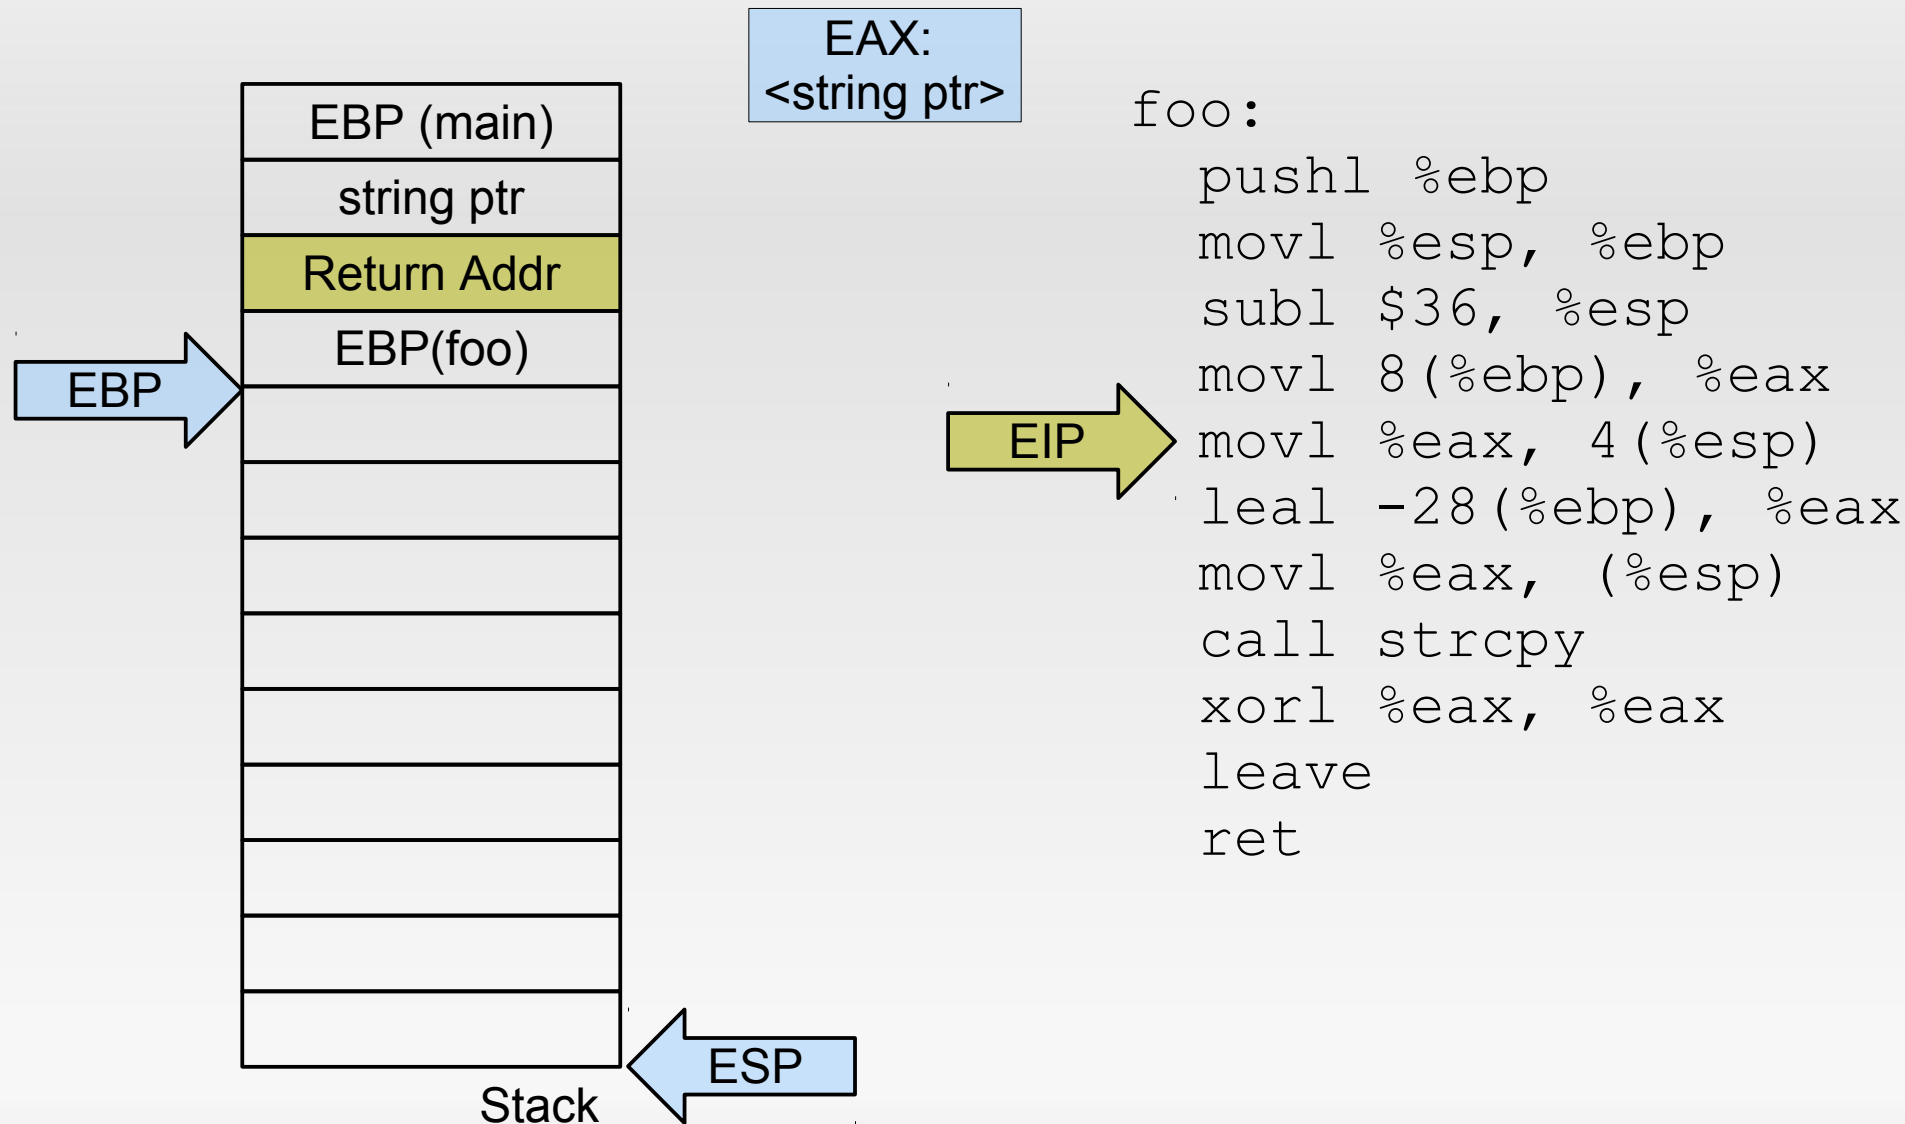 EAX:
<string ptr>
EBP (main)
string ptr
Return Addr
EBP(foo)
EBP
ESP
Stack
EIP
foo:
pushl %ebp
movl %esp, %ebp
subl $36, %esp
movl 8(%ebp), %eax
movl %eax, 4(%esp)
leal -28(%ebp), %eax
movl %eax, (%esp)
call strcpy
xorl %eax, %eax
leave
ret